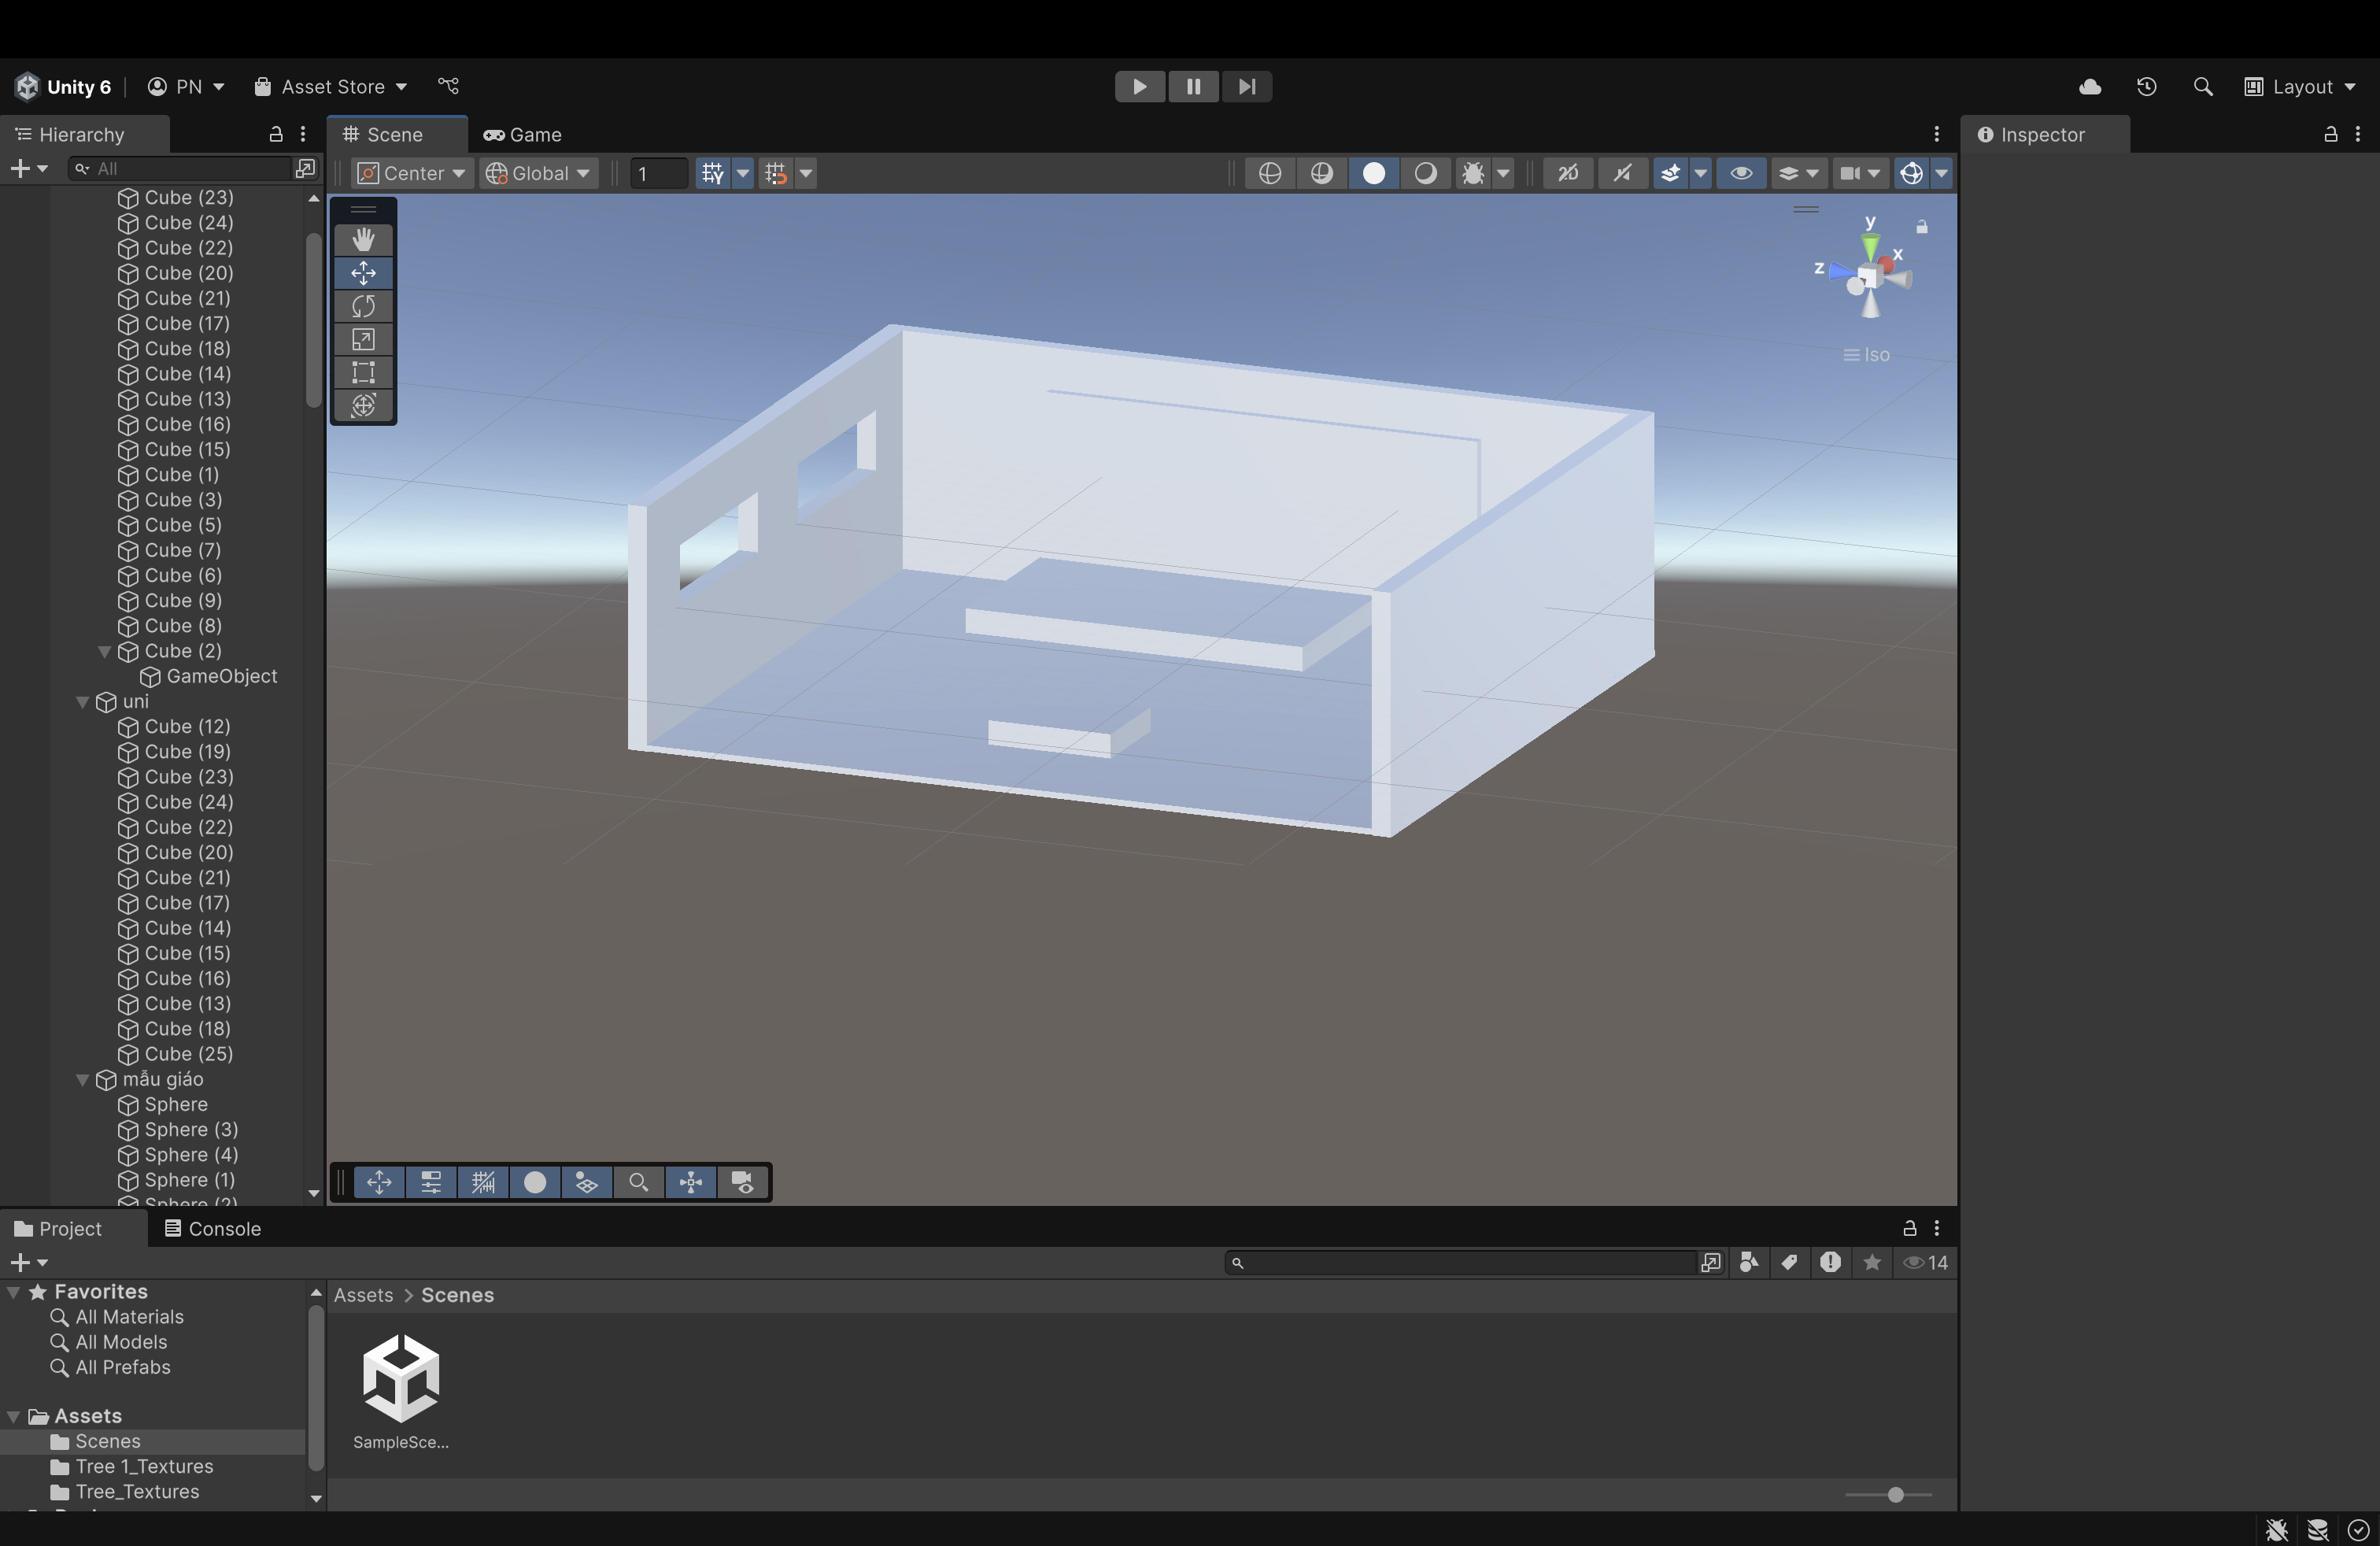 Unity 6
PN
Asset Store
Layout
Hierarchy
All
Cube (23)
Cube (24)
Cube (22)
Cube (20)
Cube (21)
Cube (17)
Cube (18)
Cube (14)
Cube (13)
Cube (16)
Cube (15)
Cube (1)
Cube (3)
Cube (5)
Cube (7)
Cube (6)
Cube (9)
Cube (8)
Cube (2)
GameObject
uni
Cube (12)
Cube (19)
Cube (23)
Cube (24)
Cube (22)
Cube (20)
Cube (21)
Cube (17)
Cube (14)
Cube (15)
Cube (16)
Cube (13)
Cube (18)
Cube (25)
mẫu giáo
Sphere
Sphere (3)
Sphere (4)
Sphere (1)
Sphere (2)
Scene
Game
Center
Global
1
2D
y
x
z
Iso
Inspector
Project
Console
14
Favorites
All Materials
All Models
All Prefabs
Assets
Scenes
Tree 1_Textures
Tree_Textures
Assets > Scenes
SampleSce...